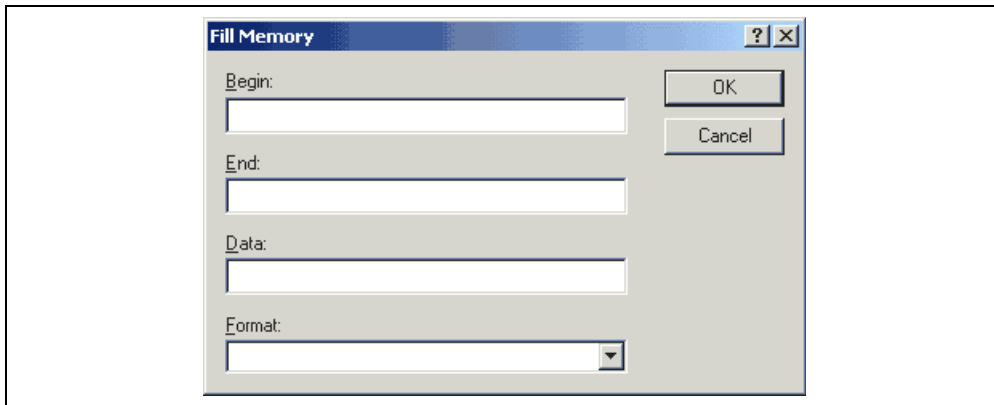 Fill Memory
Begin:
OK
Cancel
End:
Data:
Format: